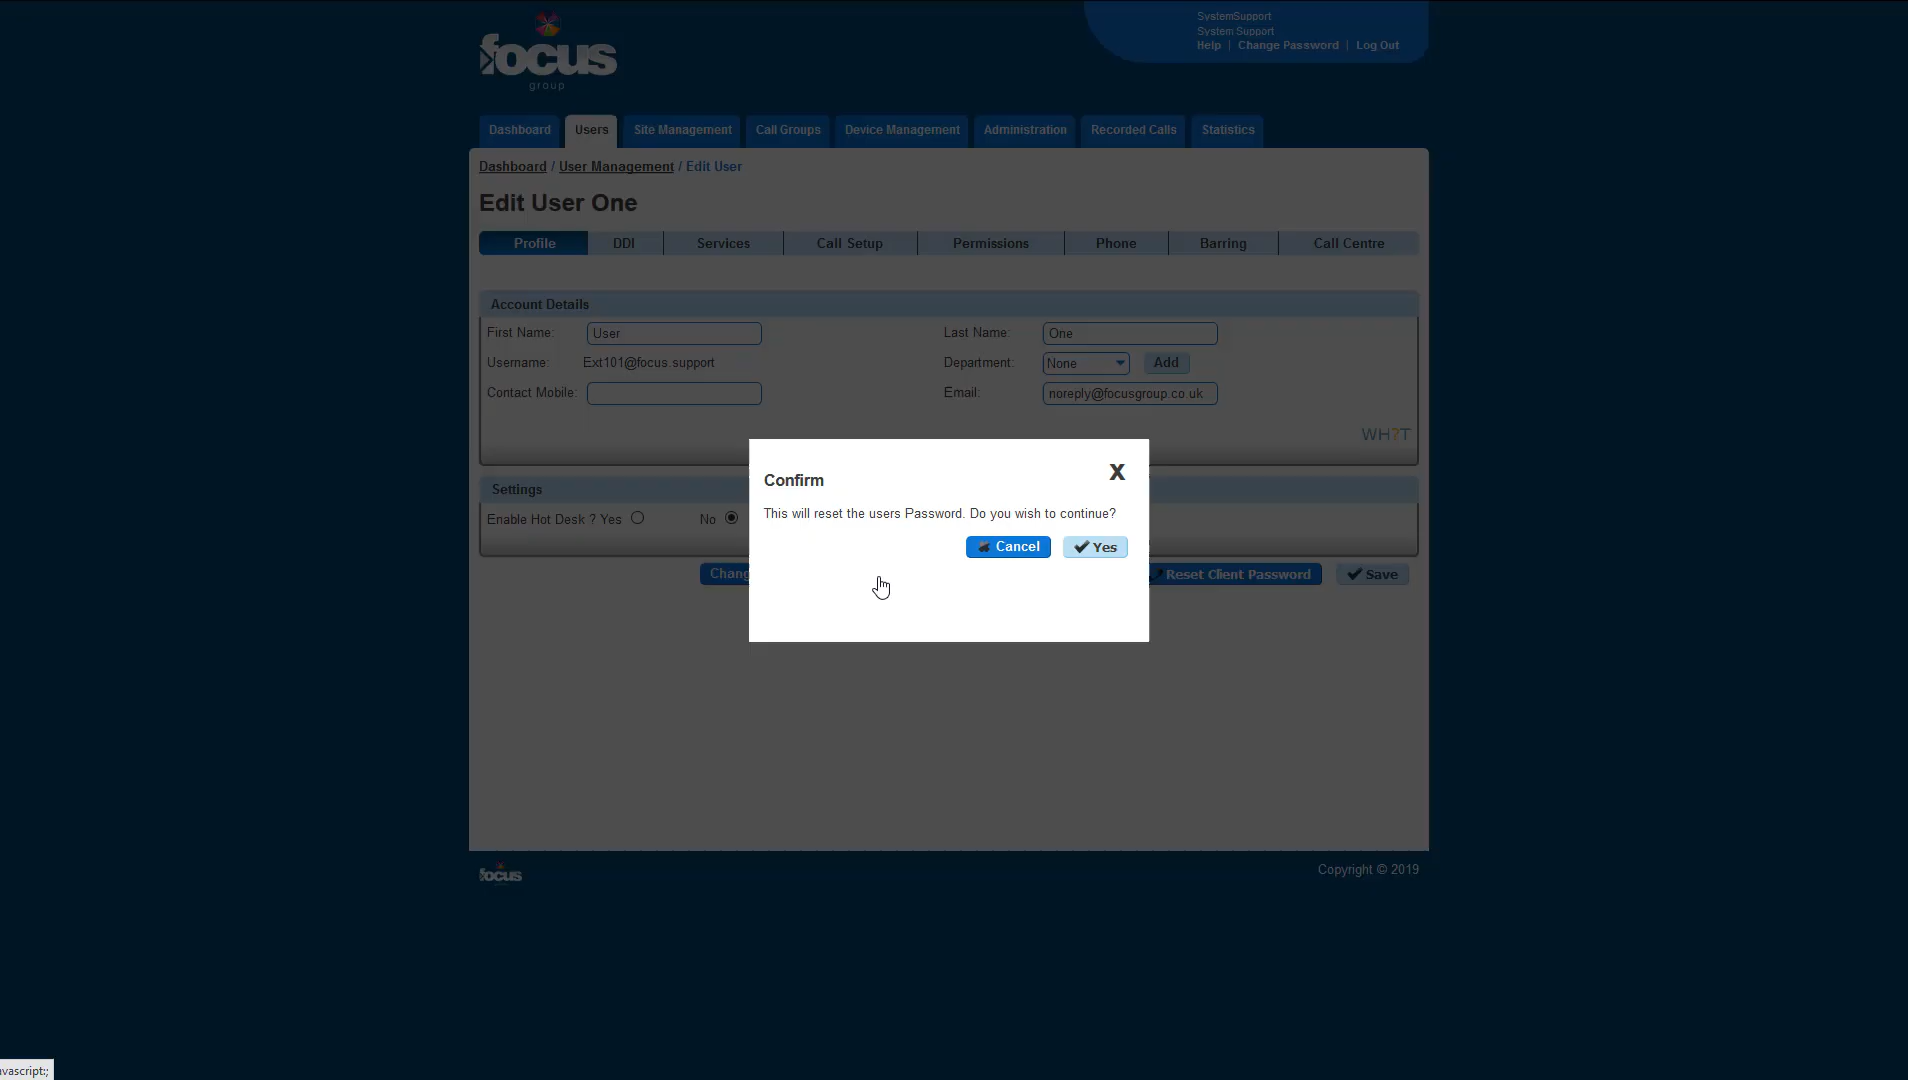 focus
group
SystemSupport
System Support
Help | Change Password | Log Out
Dashboard Users Site Management Call Groups Device Management Administration Recorded Calls Statistics
Dashboard / User Management / Edit User
Edit User One
Profile DDI Services Call Setup Permissions Phone Barring Call Centre
Account Details
First Name: User Last Name: One
Username: Ext101@focus.support Department: None Add
Contact Mobile: Email: noreply@focusgroup.co.uk
WH?T
Confirm X
This will reset the users Password. Do you wish to continue?
Cancel Yes
Settings
Enable Hot Desk ? Yes No
Chang Reset Client Password Save
focus
Copyright © 2019
avascript:;